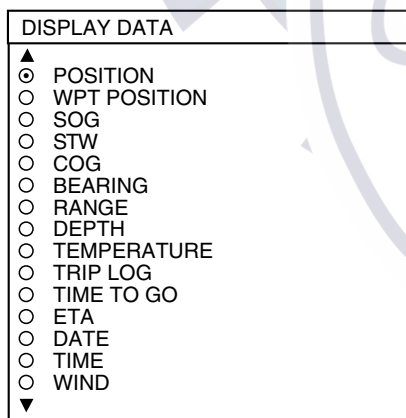 DISPLAY DATA
▲
◉ POSITION
○ WPT POSITION
○ SOG
○ STW
○ COG
○ BEARING
○ RANGE
○ DEPTH
○ TEMPERATURE
○ TRIP LOG
○ TIME TO GO
○ ETA
○ DATE
○ TIME
○ WIND
▼